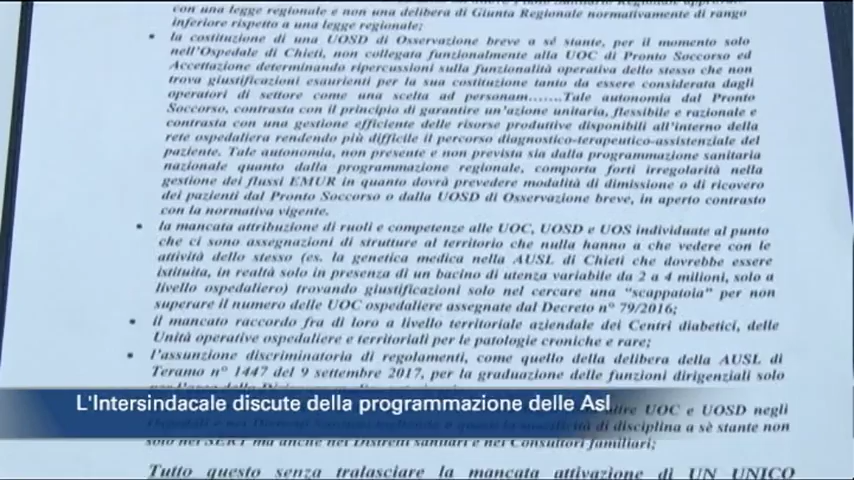 con una legge regionale e non una delibera di Giunta Regionale normativamente di rango
inferiore rispetto a una legge regionale;
• la costituzione di una UOSD di Osservazione breve a sé stante, per il momento solo
nell'Ospedale di Chieti, non collegata funzionalmente alla UOC di Pronto Soccorso ed
Accettazione determinando ripercussioni sulla funzionalità operativa dello stesso che non
trova giustificazioni esaurienti per la sua costituzione tanto da essere considerata dagli
operatori di settore come una scelta ad personam.......Tale autonomia dal Pronto
Soccorso, contrasta con il principio di garantire un'azione unitaria, flessibile e razionale e
contrasta con una gestione efficiente delle risorse produttive disponibili all'interno della
rete ospedaliera rendendo più difficile il percorso diagnostico-terapeutico-assistenziale del
paziente. Tale autonomia, non presente e non prevista sia dalla programmazione sanitaria
nazionale quanto dalla programmazione regionale, comporta forti irregolarità nella
gestione dei flussi EMUR in quanto dovrà prevedere modalità di dimissione o di ricovero
dei pazienti dal Pronto Soccorso o dalla UOSD di Osservazione breve, in aperto contrasto
con la normativa vigente.
• la mancata attribuzione di ruoli e competenze alle UOC, UOSD e UOS individuate al punto
che ci sono assegnazioni di strutture al territorio che nulla hanno a che vedere con le
attività dello stesso (es. la genetica medica nella AUSL di Chieti che dovrebbe essere
istituita, in realtà solo in presenza di un bacino di utenza variabile da 2 a 4 milioni, solo a
livello ospedaliero) trovando giustificazioni solo nel cercare una "scappatoia" per non
superare il numero delle UOC ospedaliere assegnate dal Decreto n° 79/2016;
• il mancato raccordo fra di loro a livello territoriale aziendale dei Centri diabetici, delle
Unità operative ospedaliere e territoriali per le patologie croniche e rare;
• l'assunzione discriminatoria di regolamenti, come quello della delibera della AUSL di
Teramo n° 1447 del 9 settembre 2017, per la graduazione delle funzioni dirigenziali solo
L'Intersindacale discute della programmazione delle Asl
UOC e UOSD negli
di disciplina a sè stante non
solo nei SERT ma anche nei Distretti sanitari e nei Consultori familiari;
Tutto questo senza tralasciare la mancata attivazione di UN UNICO